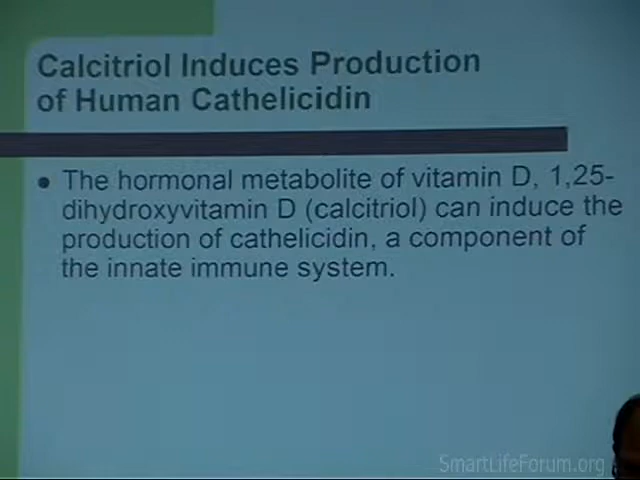 Calcitriol Induces Production
of Human Cathelicidin
• The hormonal metabolite of vitamin D, 1,25-
dihydroxyvitamin D (calcitriol) can induce the
production of cathelicidin, a component of
the innate immune system.
SmartLifeForum.org